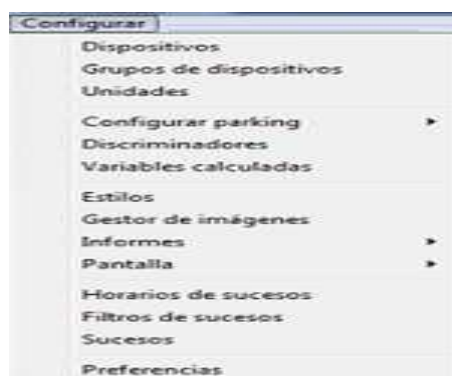 Configurar
Dispositivos
Grupos de dispositivos
Unidades
Configurar parking
Discriminadores
Variables calculadas
Estilos
Gestor de imágenes
Informes
Pantalla
Horarios de sucesos
Filtros de sucesos
Sucesos
Preferencias